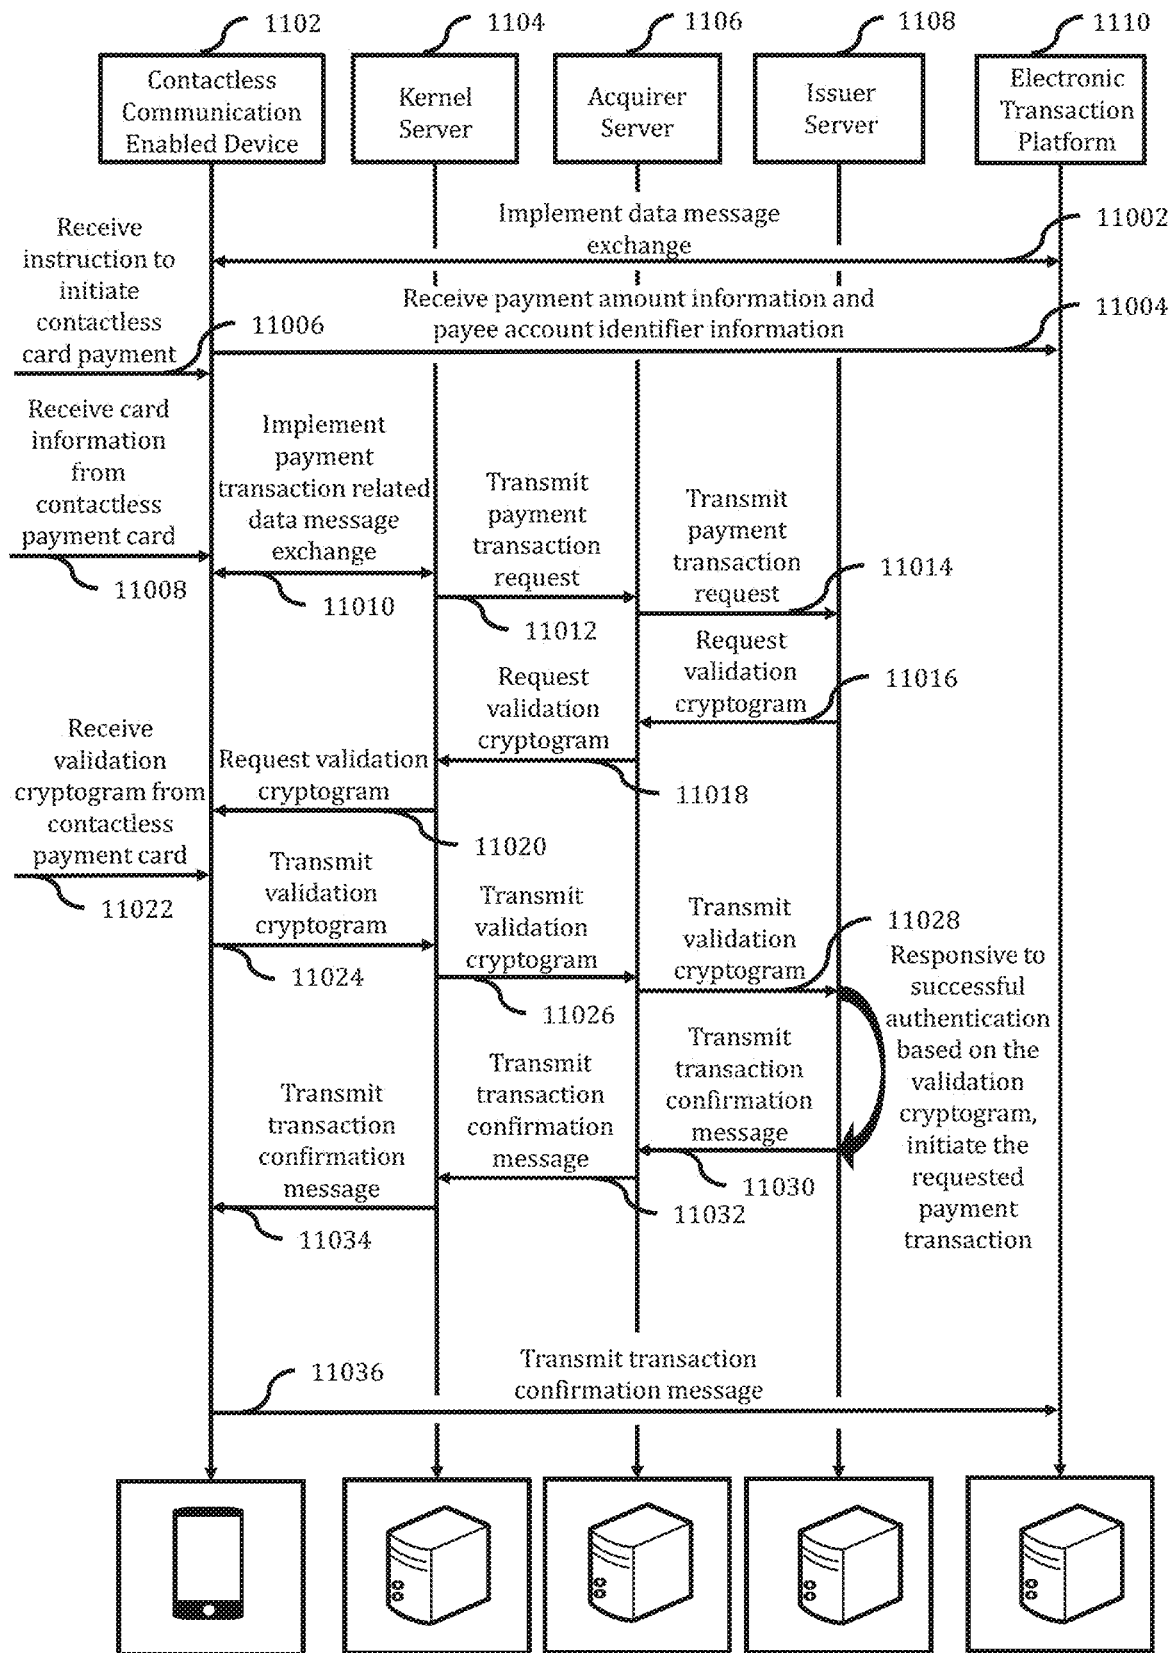 1102
1104
1106
1108
1110
Contactless
Communication
Enabled Device
Kernel
Server
Acquirer
Server
Issuer
Server
Electronic
Transaction
Platform
Implement data message
exchange
11002
Receive
instruction to
initiate
contactless
card payment
11006
Receive payment amount information and
payee account identifier information
11004
Receive card
information
from
contactless
payment card
11008
Implement
payment
transaction related
data message
exchange
11010
Transmit
payment
transaction
request
11012
Transmit
payment
transaction
request
11014
Request
validation
cryptogram
11016
Request
validation
cryptogram
11018
Request validation
cryptogram
11020
Receive
validation
cryptogram from
contactless
payment card
11022
Transmit
validation
cryptogram
11024
Transmit
validation
cryptogram
11026
Transmit
validation
cryptogram
11028
Responsive to
successful
authentication
based on the
validation
cryptogram,
initiate the
requested
payment
transaction
Transmit
transaction
confirmation
message
11030
Transmit
transaction
confirmation
message
11032
Transmit
transaction
confirmation
message
11034
11036
Transmit transaction
confirmation message